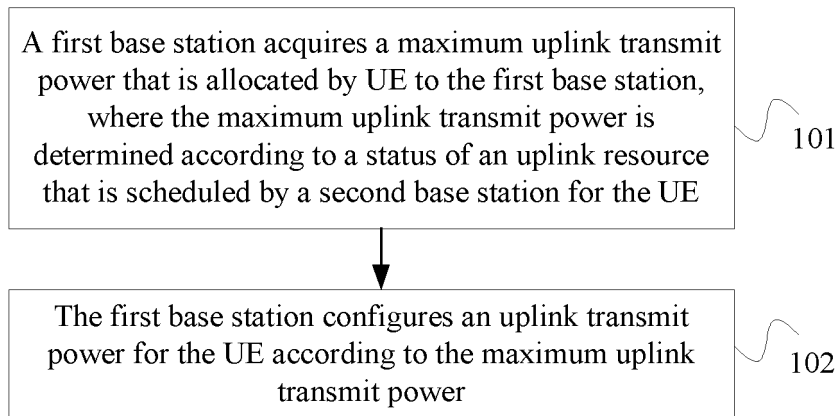 A first base station acquires a maximum uplink transmit
power that is allocated by UE to the first base station,
where the maximum uplink transmit power is
determined according to a status of an uplink resource
that is scheduled by a second base station for the UE
101
The first base station configures an uplink transmit
power for the UE according to the maximum uplink
transmit power
102